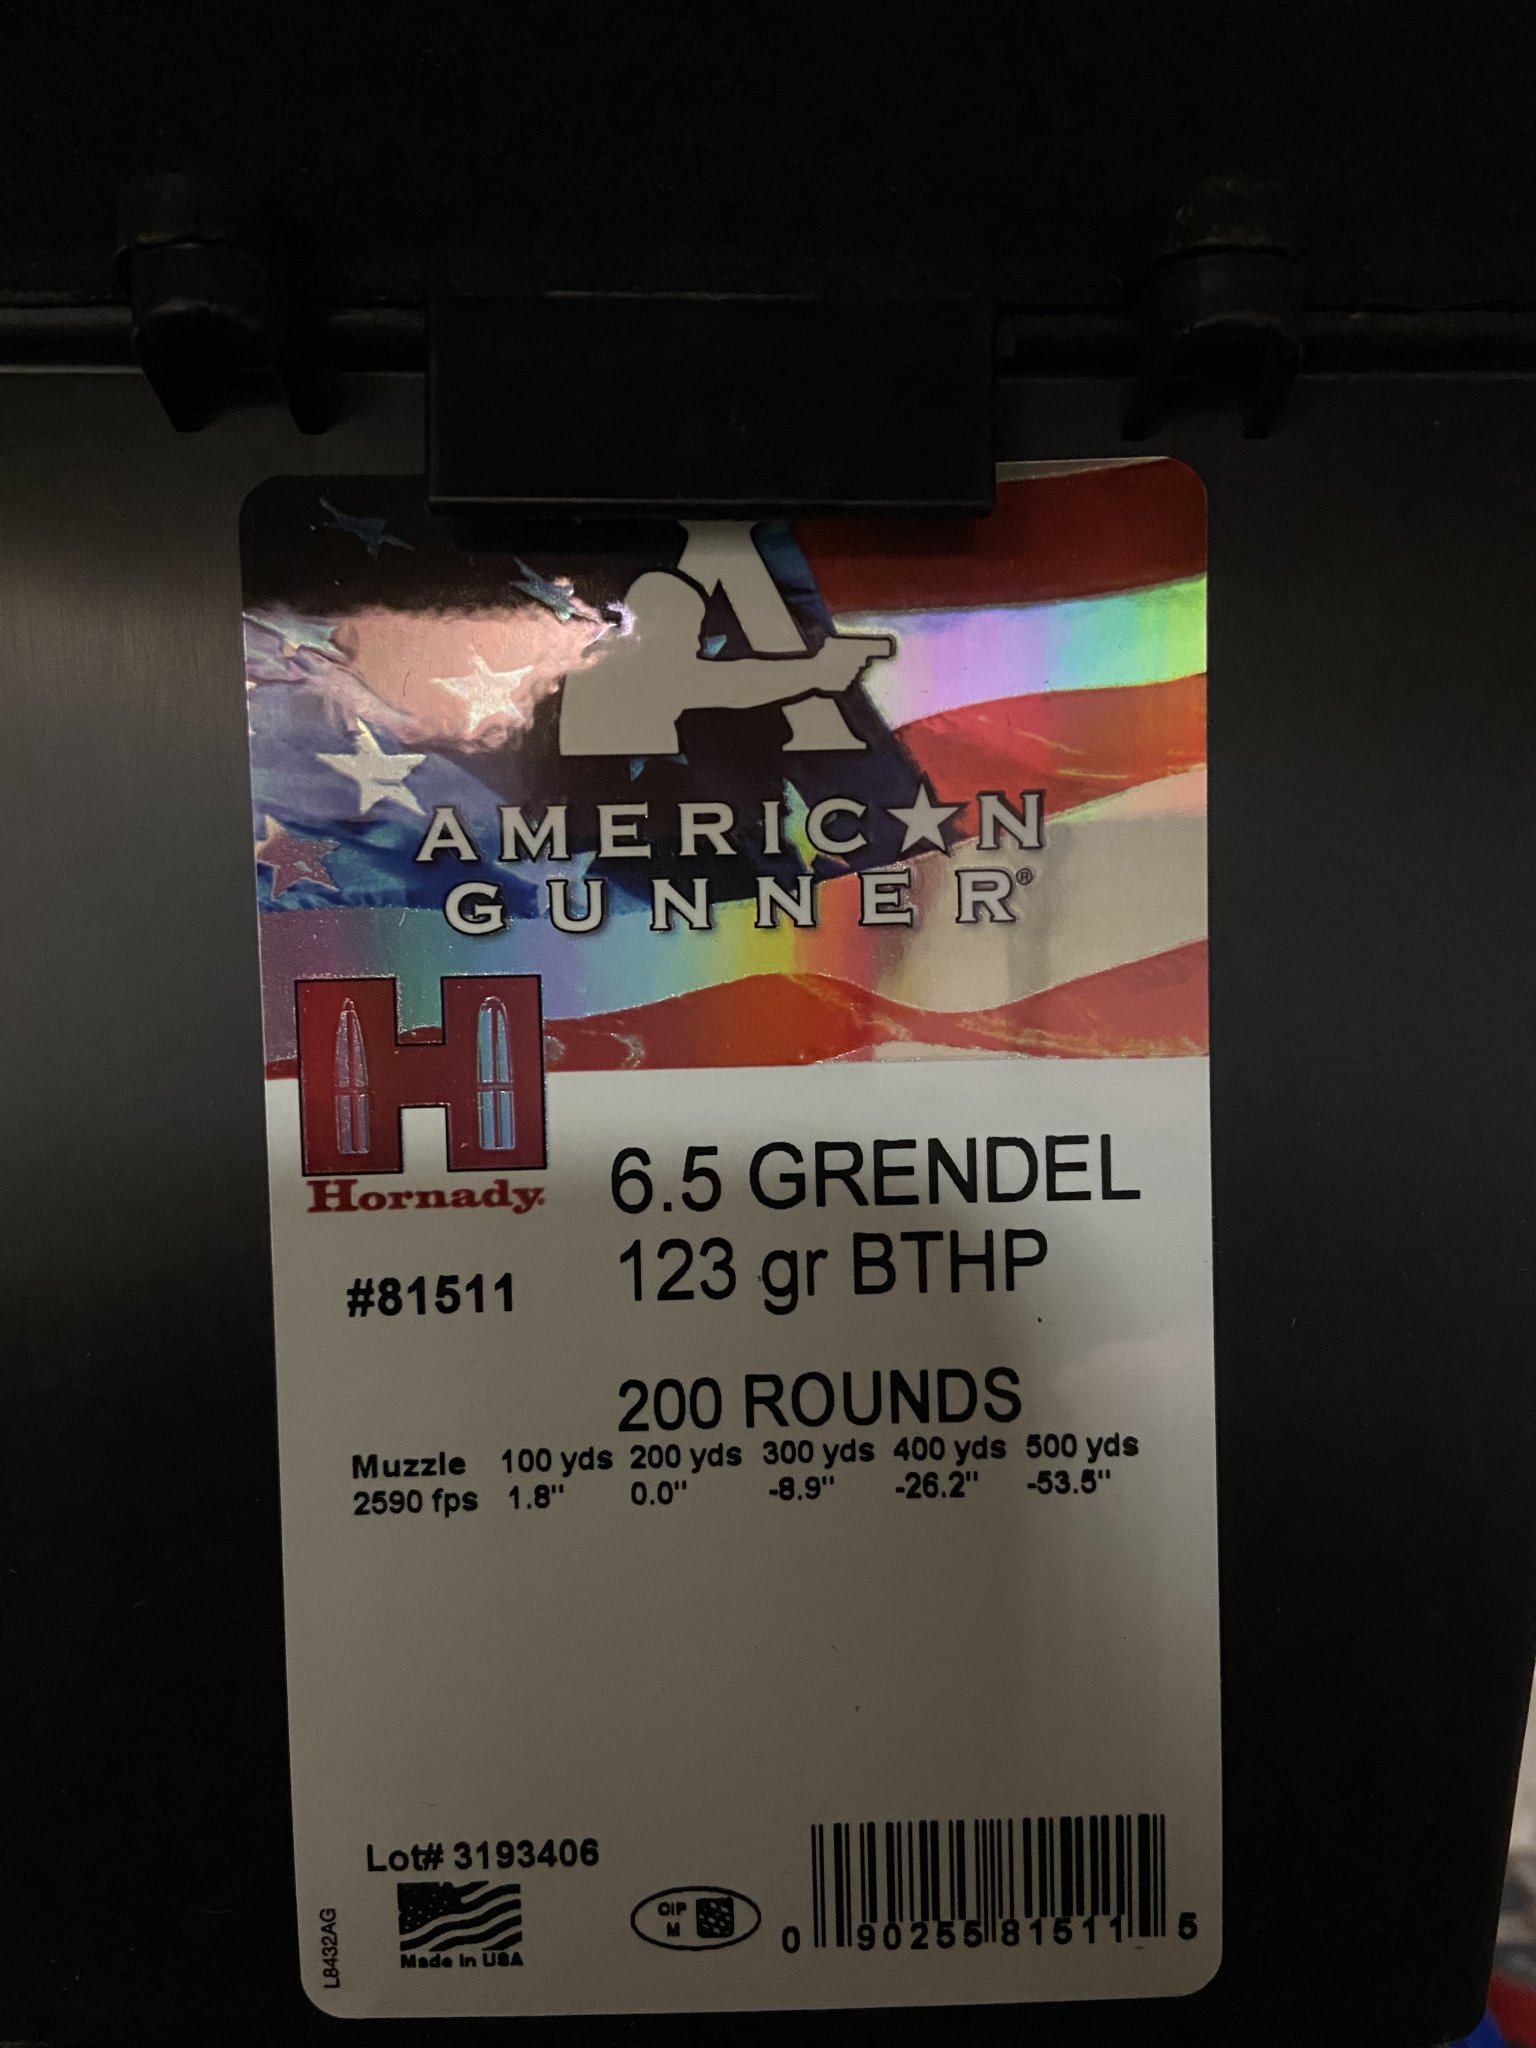 AMERIC★N
GUNNER®
Hornady.
6.5 GRENDEL
123 gr BTHP
#81511
200 ROUNDS
Muzzle 100 yds 200 yds 300 yds 400 yds 500 yds
2590 fps 1.8" 0.0" -8.9" -26.2" -53.5"
Lot# 3193406
Made in USA
L8432AG
CIP
M
0 90255 81511 5